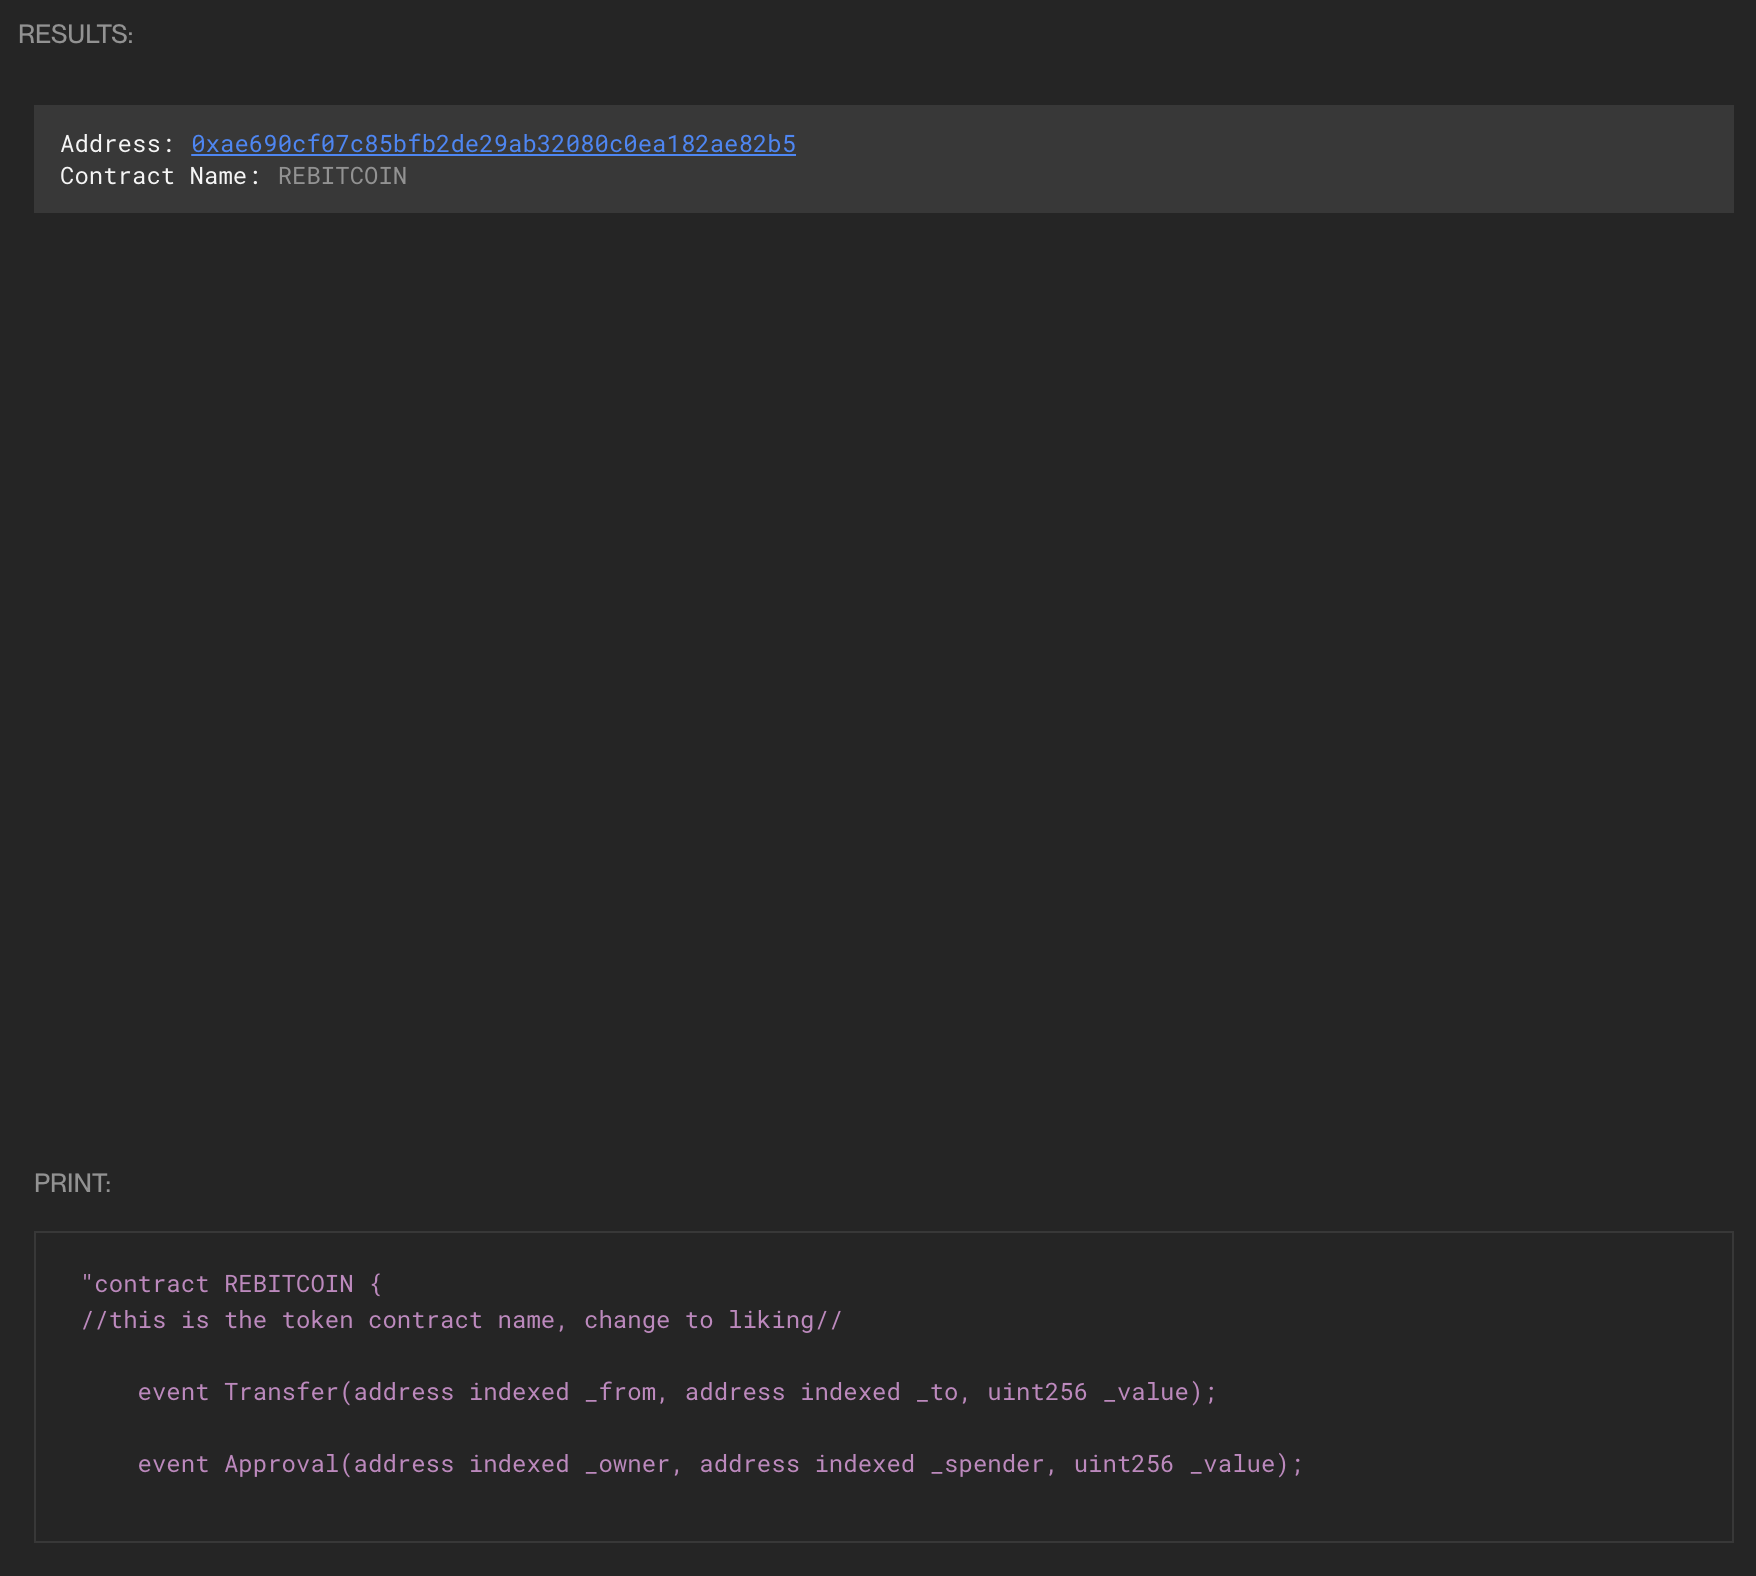 RESULTS:
Address: 0xae690cf07c85bfb2de29ab32080c0ea182ae82b5
Contract Name: REBITCOIN
PRINT:
"contract REBITCOIN {
//this is the token contract name, change to liking//
event Transfer(address indexed _from, address indexed _to, uint256 _value);
event Approval(address indexed _owner, address indexed _spender, uint256 _value);